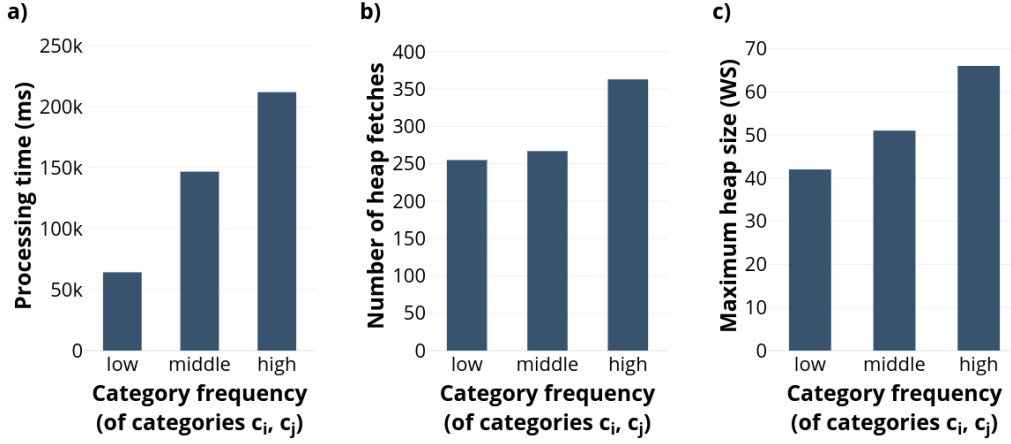 a)
Processing time (ms)
250k
200k
150k
100k
50k
0
low middle high
Category frequency
(of categories cᵢ, cⱼ)
b)
Number of heap fetches
400
350
300
250
200
150
100
50
0
low middle high
Category frequency
(of categories cᵢ, cⱼ)
c)
Maximum heap size (WS)
70
60
50
40
30
20
10
0
low middle high
Category frequency
(of categories cᵢ, cⱼ)